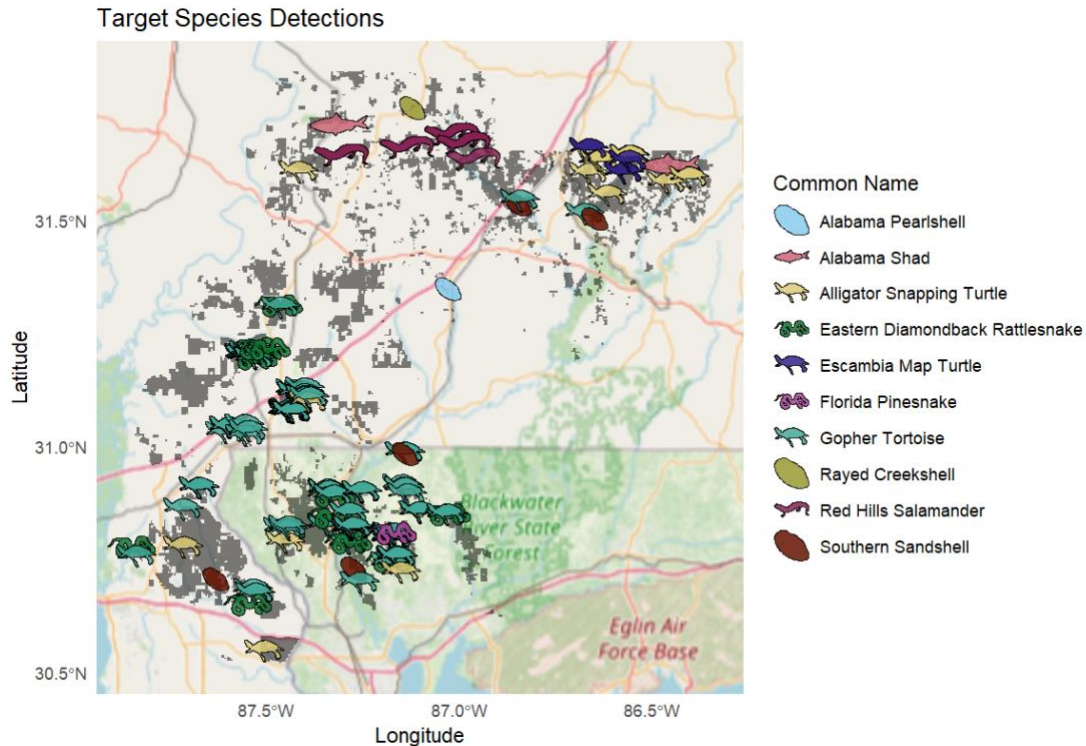 Target Species Detections
31.5°N
31.0°N
30.5°N
Latitude
87.5°W
87.0°W
86.5°W
Longitude
Blackwater
River State
Forest
Eglin Air
Force Base
Common Name
Alabama Pearlshell
Alabama Shad
Alligator Snapping Turtle
Eastern Diamondback Rattlesnake
Escambia Map Turtle
Florida Pinesnake
Gopher Tortoise
Rayed Creekshell
Red Hills Salamander
Southern Sandshell